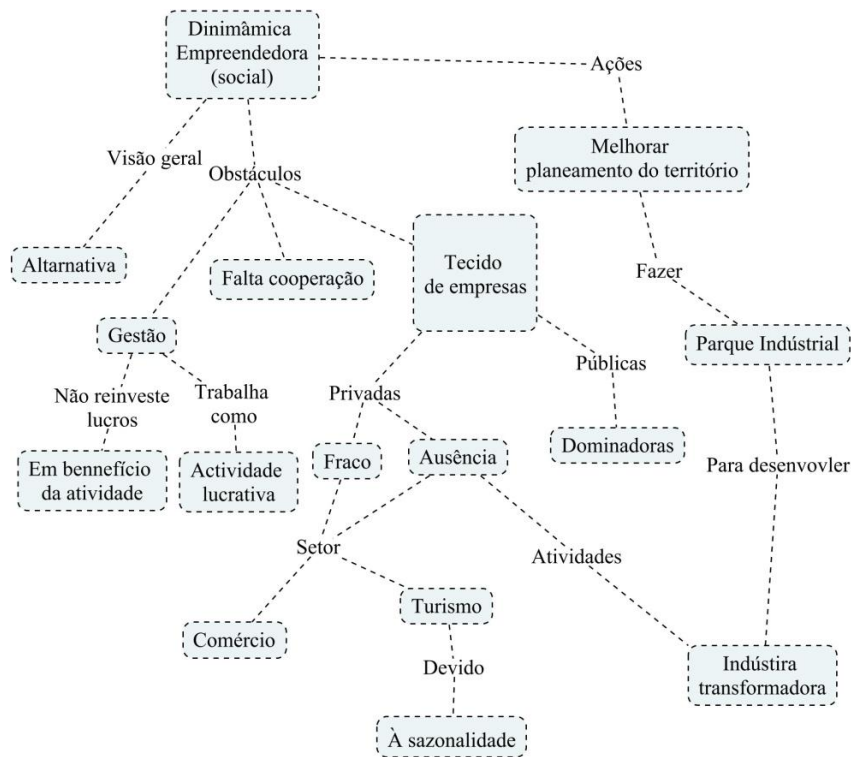 Dinimâmica
Empreendedora
(social)
Ações
Visão geral
Obstáculos
Melhorar
planeamento do território
Altarnativa
Falta cooperação
Tecido
de empresas
Fazer
Gestão
Parque Indústrial
Não reinveste
lucros
Trabalha
como
Privadas
Públicas
Em bennefício
da atividade
Actividade
lucrativa
Fraco
Ausência
Dominadoras
Para desenvovler
Setor
Atividades
Comércio
Turismo
Devido
Indústira
transformadora
À sazonalidade